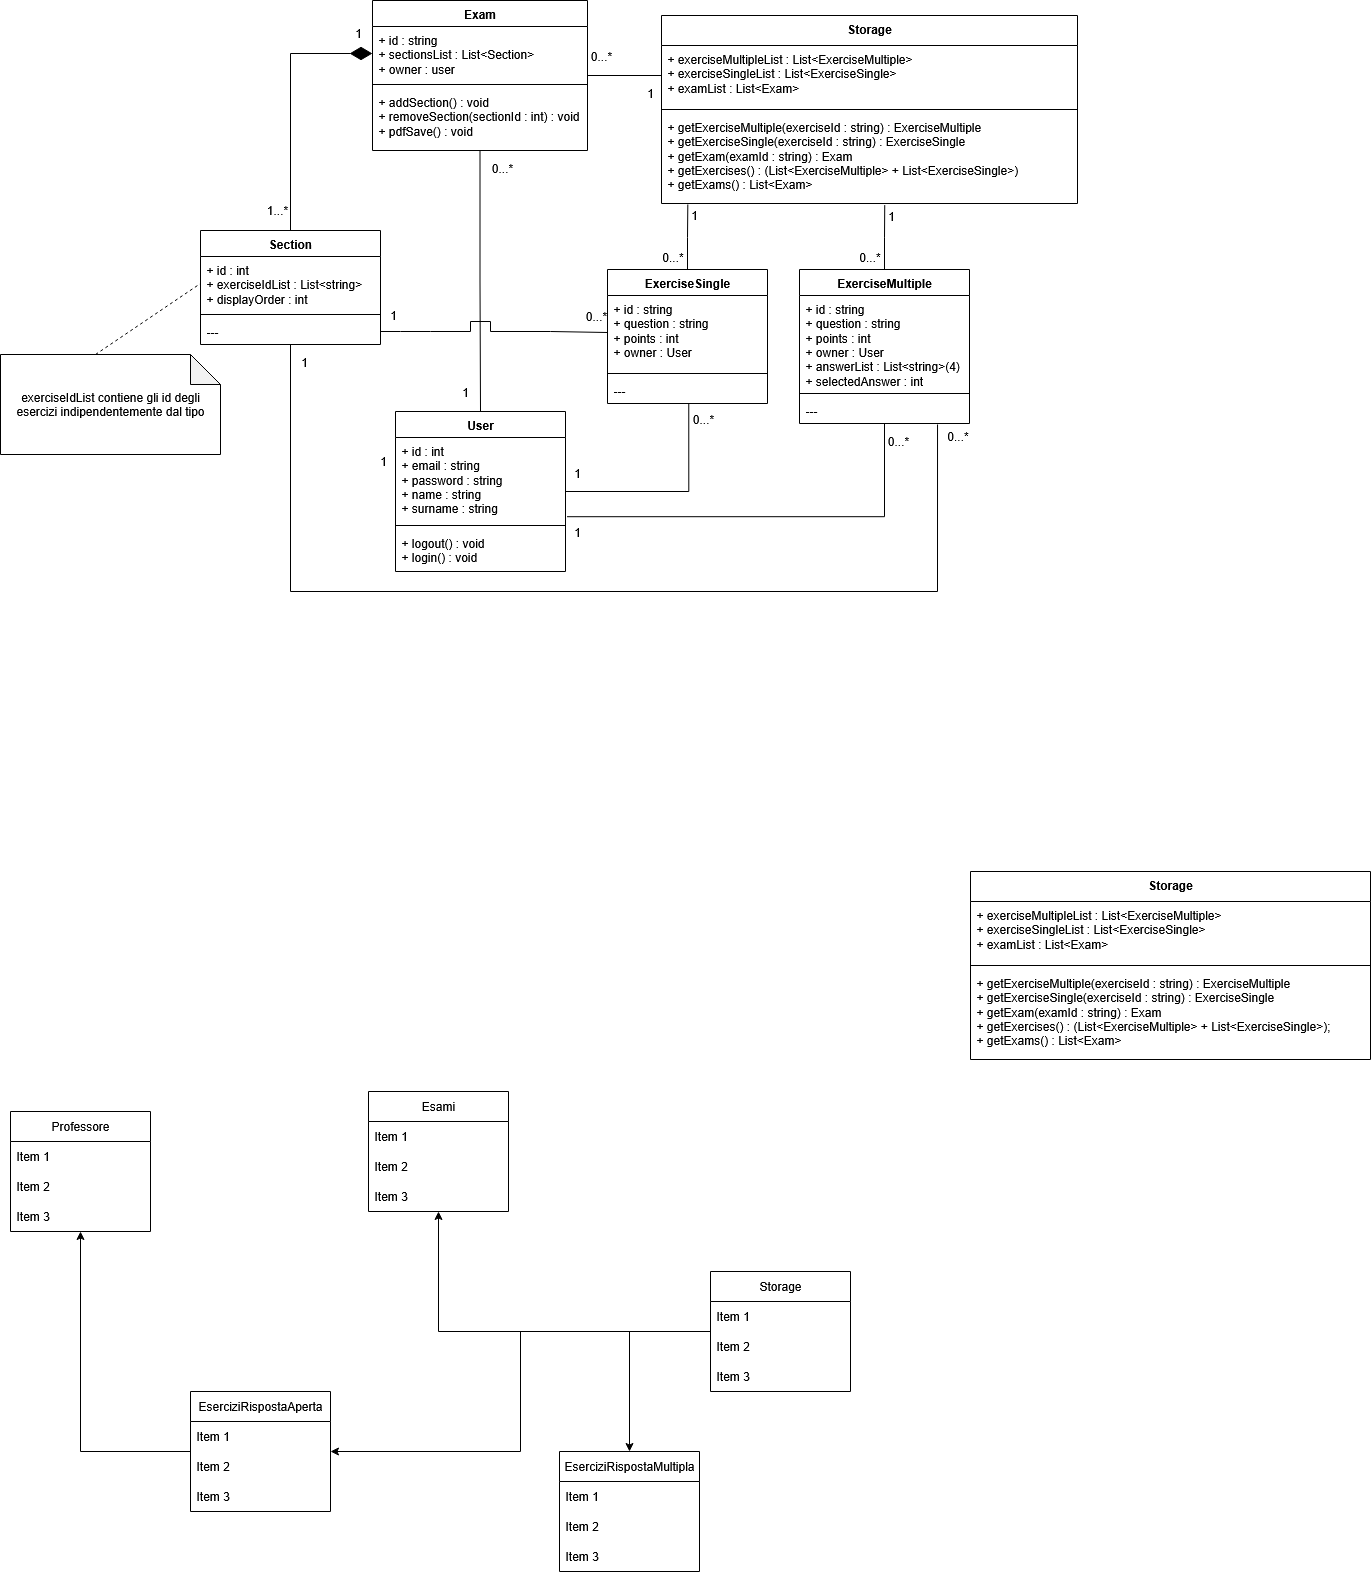 Exam
+ id : string
+ sectionsList : List<Section>
+ owner : user
+ addSection() : void
+ removeSection(sectionId : int) : void
+ pdfSave() : void
1
0...*
1
0...*
1...*
Storage
+ exerciseMultipleList : List<ExerciseMultiple>
+ exerciseSingleList : List<ExerciseSingle>
+ examList : List<Exam>
+ getExerciseMultiple(exerciseId : string) : ExerciseMultiple
+ getExerciseSingle(exerciseId : string) : ExerciseSingle
+ getExam(examId : string) : Exam
+ getExercises() : (List<ExerciseMultiple> + List<ExerciseSingle>)
+ getExams() : List<Exam>
1
1
0...*
0...*
Section
+ id : int
+ exerciseIdList : List<string>
+ displayOrder : int
---
1
0...*
1
ExerciseSingle
+ id : string
+ question : string
+ points : int
+ owner : User
---
0...*
ExerciseMultiple
+ id : string
+ question : string
+ points : int
+ owner : User
+ answerList : List<string>(4)
+ selectedAnswer : int
---
0...*
0...*
exerciseIdList contiene gli id degli
esercizi indipendentemente dal tipo
1
1
User
+ id : int
+ email : string
+ password : string
+ name : string
+ surname : string
+ logout() : void
+ login() : void
1
1
Storage
+ exerciseMultipleList : List<ExerciseMultiple>
+ exerciseSingleList : List<ExerciseSingle>
+ examList : List<Exam>
+ getExerciseMultiple(exerciseId : string) : ExerciseMultiple
+ getExerciseSingle(exerciseId : string) : ExerciseSingle
+ getExam(examId : string) : Exam
+ getExercises() : (List<ExerciseMultiple> + List<ExerciseSingle>);
+ getExams() : List<Exam>
Professore
Item 1
Item 2
Item 3
Esami
Item 1
Item 2
Item 3
Storage
Item 1
Item 2
Item 3
EserciziRispostaAperta
Item 1
Item 2
Item 3
EserciziRispostaMultipla
Item 1
Item 2
Item 3